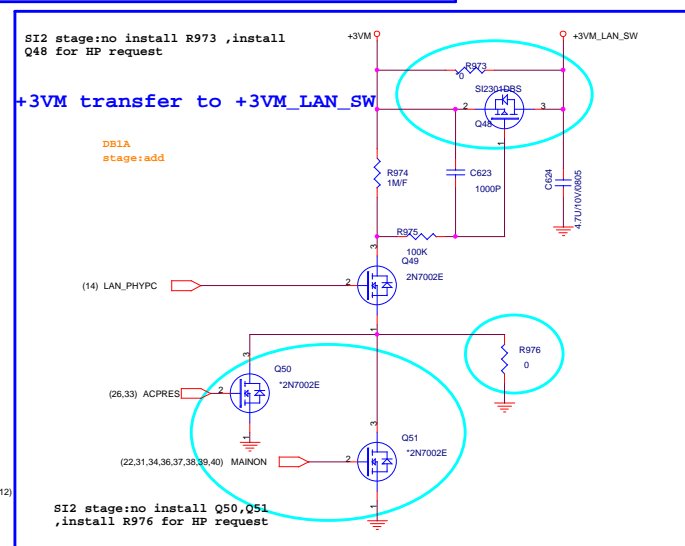 SI2 stage:no install R973 ,install
Q48 for HP request
+3VM
+3VM_LAN_SW
R973
0
+3VM transfer to +3VM_LAN_SW
SI2301DBS
2
3
Q48
1
DB1A
stage:add
R974
1M/F
C623
1000P
C624
4.7U/10V/0805
R975
100K
3
Q49
2N7002E
(14) LAN_PHYPC
2
1
R976
0
3
Q50
*2N7002E
(26,33) ACPRES
2
1
3
Q51
*2N7002E
(22,31,34,36,37,38,39,40) MAINON
2
1
12)
SI2 stage:no install Q50,Q51
,install R976 for HP request